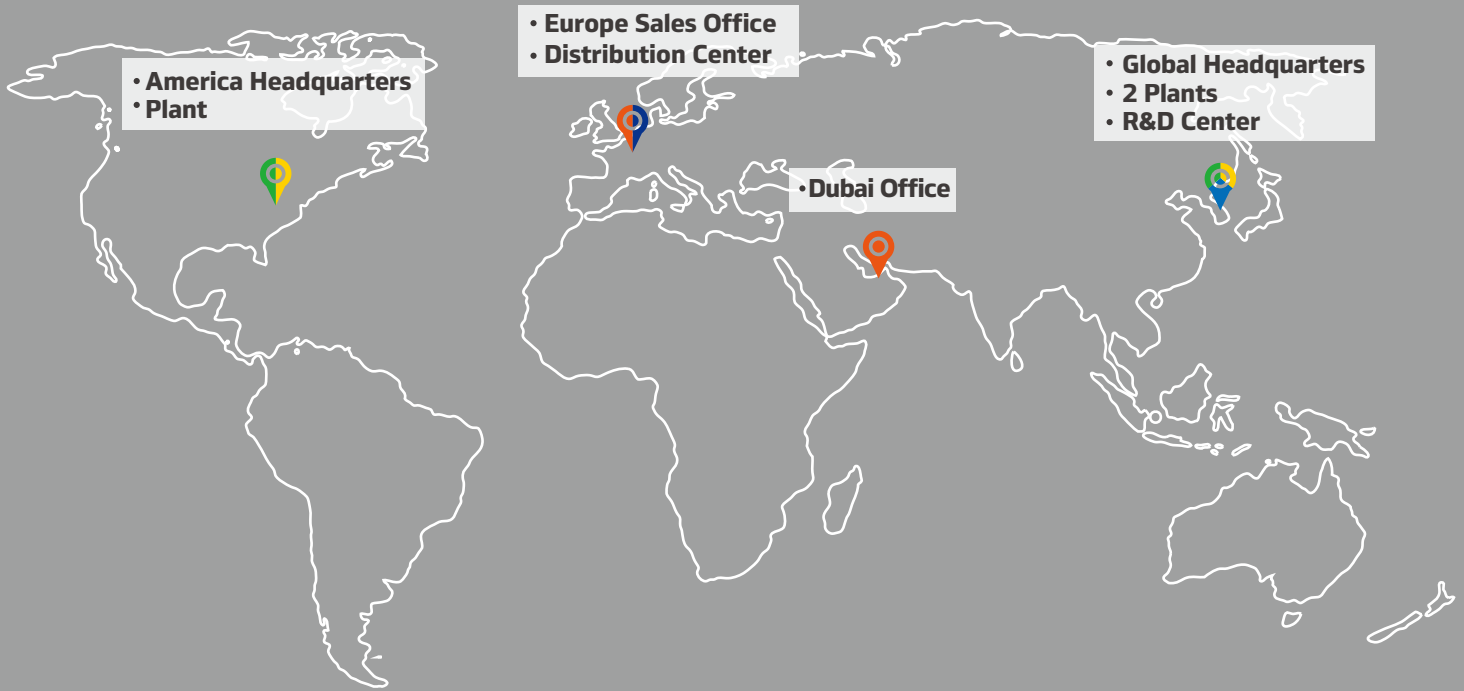 • Europe Sales Office
• Distribution Center
• America Headquarters
• Plant
• Global Headquarters
• 2 Plants
• R&D Center
• Dubai Office